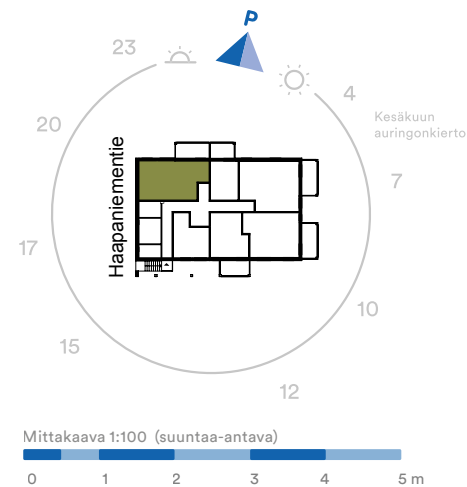 P
23
4
Kesäkuun
auringonkierto
20
7
Haapaniementie
17
10
15
12
Mittakaava 1:100 (suuntaa-antava)
0 1 2 3 4 5 m